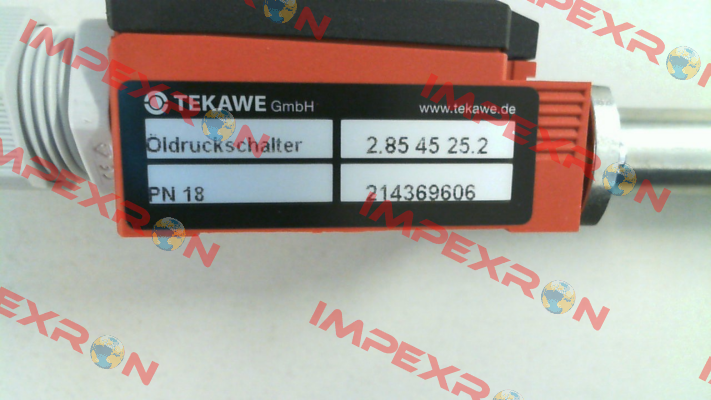 TEKAWE GmbH www.tekawe.de
Öldruckschalter 2.85 45 25.2
PN 18 214369606
IMPEXRON
IMPEXRON
IMPEXRON
IMPEXRON
IMPEXRON
IMPEXRON